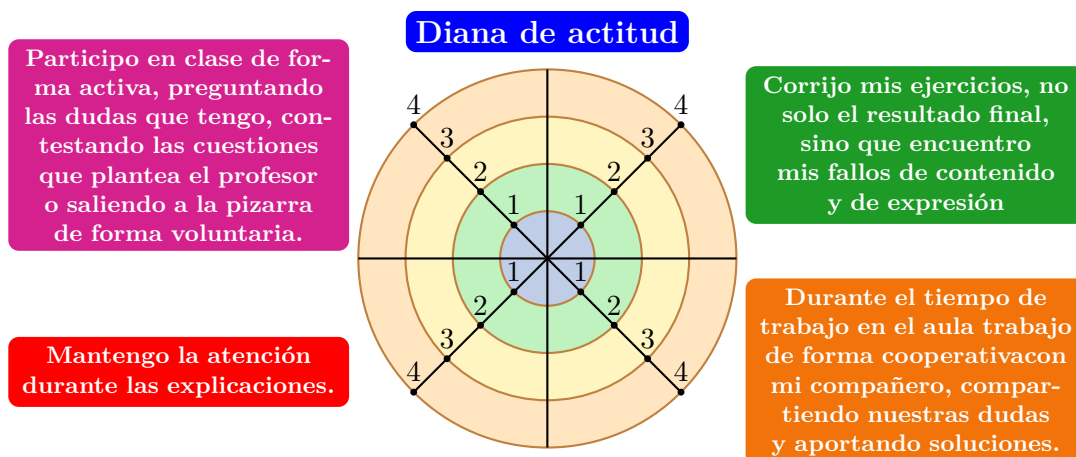 Diana de actitud
Participo en clase de for-
ma activa, preguntando
las dudas que tengo, con-
testando las cuestiones
que plantea el profesor
o saliendo a la pizarra
de forma voluntaria.
Corrijo mis ejercicios, no
solo el resultado final,
sino que encuentro
mis fallos de contenido
y de expresión
4
3
2
1
1
2
3
4
1
2
3
4
1
2
3
4
Mantengo la atención
durante las explicaciones.
Durante el tiempo de
trabajo en el aula trabajo
de forma cooperativacon
mi compañero, compar-
tiendo nuestras dudas
y aportando soluciones.